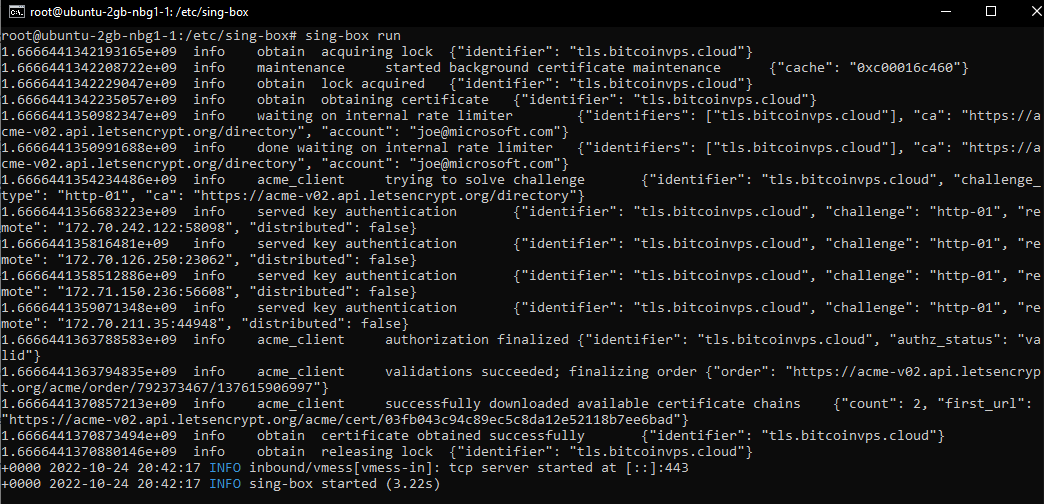 root@ubuntu-2gb-nbg1-1: /etc/sing-box
root@ubuntu-2gb-nbg1-1:/etc/sing-box# sing-box run
1.6666441342193165e+09  info    obtain  acquiring lock  {"identifier": "tls.bitcoinvps.cloud"}
1.6666441342208722e+09  info    maintenance     started background certificate maintenance      {"cache": "0xc00016c460"}
1.6666441342229047e+09  info    obtain  lock acquired   {"identifier": "tls.bitcoinvps.cloud"}
1.6666441342235057e+09  info    obtain  obtaining certificate   {"identifier": "tls.bitcoinvps.cloud"}
1.6666441350982347e+09  info    waiting on internal rate limiter        {"identifiers": ["tls.bitcoinvps.cloud"], "ca": "https://a
cme-v02.api.letsencrypt.org/directory", "account": "joe@microsoft.com"}
1.6666441350991688e+09  info    done waiting on internal rate limiter   {"identifiers": ["tls.bitcoinvps.cloud"], "ca": "https://a
cme-v02.api.letsencrypt.org/directory", "account": "joe@microsoft.com"}
1.6666441354234486e+09  info    acme_client     trying to solve challenge       {"identifier": "tls.bitcoinvps.cloud", "challenge_
type": "http-01", "ca": "https://acme-v02.api.letsencrypt.org/directory"}
1.6666441356683223e+09  info    served key authentication       {"identifier": "tls.bitcoinvps.cloud", "challenge": "http-01", "re
mote": "172.70.242.122:58098", "distributed": false}
1.666644135816481e+09   info    served key authentication       {"identifier": "tls.bitcoinvps.cloud", "challenge": "http-01", "re
mote": "172.70.126.250:23062", "distributed": false}
1.6666441358512886e+09  info    served key authentication       {"identifier": "tls.bitcoinvps.cloud", "challenge": "http-01", "re
mote": "172.71.150.236:56608", "distributed": false}
1.6666441359071348e+09  info    served key authentication       {"identifier": "tls.bitcoinvps.cloud", "challenge": "http-01", "re
mote": "172.70.211.35:44948", "distributed": false}
1.6666441363788583e+09  info    acme_client     authorization finalized {"identifier": "tls.bitcoinvps.cloud", "authz_status": "va
lid"}
1.6666441363794835e+09  info    acme_client     validations succeeded; finalizing order {"order": "https://acme-v02.api.letsencryp
t.org/acme/order/792373467/137615906997"}
1.6666441370857213e+09  info    acme_client     successfully downloaded available certificate chains    {"count": 2, "first_url":
"https://acme-v02.api.letsencrypt.org/acme/cert/03fb043c94c89ec5c8da12e52118b7ee6bad"}
1.6666441370873494e+09  info    obtain  certificate obtained successfully       {"identifier": "tls.bitcoinvps.cloud"}
1.6666441370880146e+09  info    obtain  releasing lock  {"identifier": "tls.bitcoinvps.cloud"}
+0000 2022-10-24 20:42:17 INFO inbound/vmess[vmess-in]: tcp server started at [::]:443
+0000 2022-10-24 20:42:17 INFO sing-box started (3.22s)